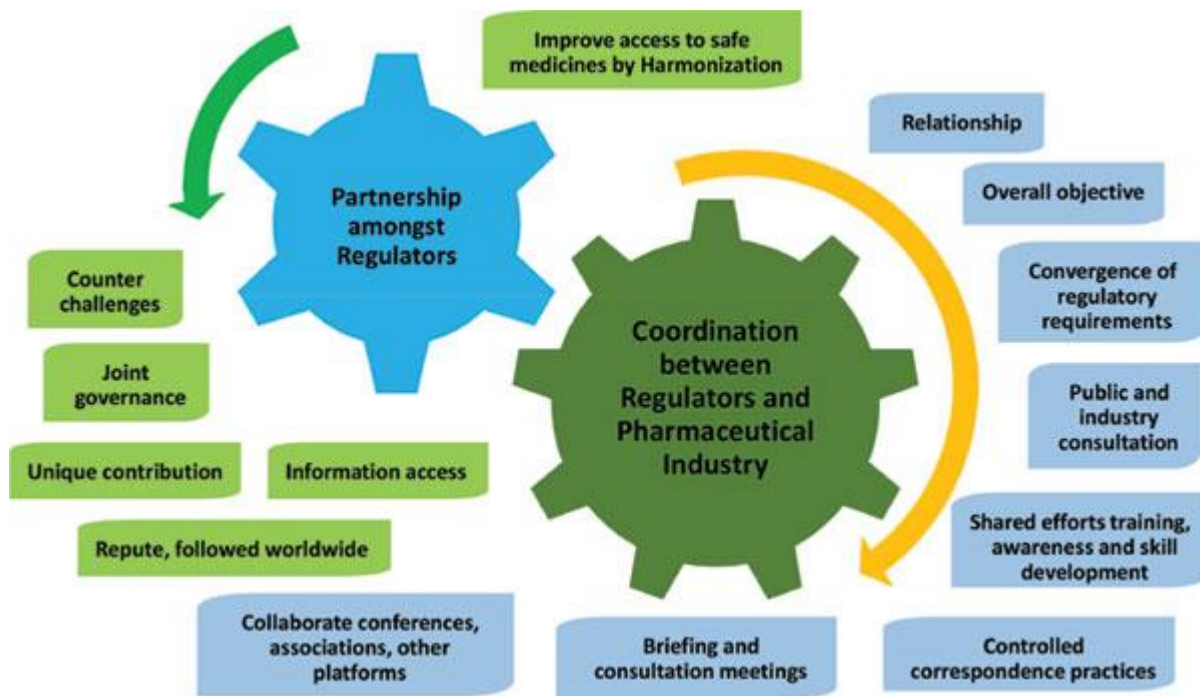 Improve access to safe
medicines by Harmonization
Partnership
amongst
Regulators
Counter
challenges
Joint
governance
Unique contribution
Information access
Repute, followed worldwide
Relationship
Overall objective
Convergence of
regulatory
requirements
Coordination
between
Regulators and
Pharmaceutical
Industry
Public and
industry
consultation
Shared efforts training,
awareness and skill
development
Collaborate conferences,
associations, other
platforms
Briefing and
consultation meetings
Controlled
correspondence practices